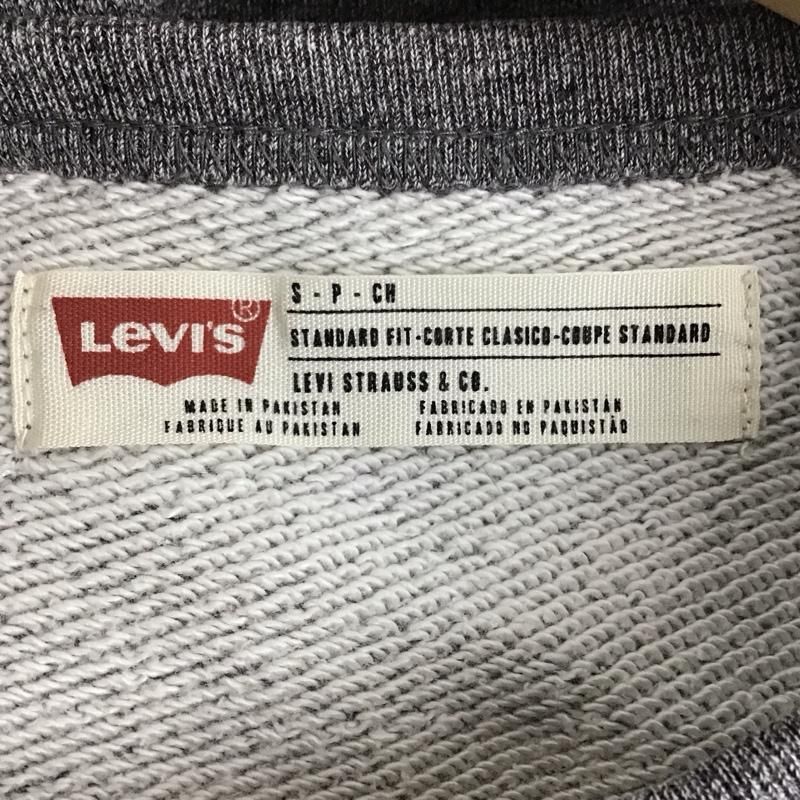 S - P - CH
LEVI'S®
STANDARD FIT-CORTE CLASICO-COUPE STANDARD
LEVI STRAUSS & CO.
MADE IN PAKISTAN FABRICADO EN PAKISTAN
FABRIQUE AU PAKISTAN FABRICADO NO PAQUISTÃO